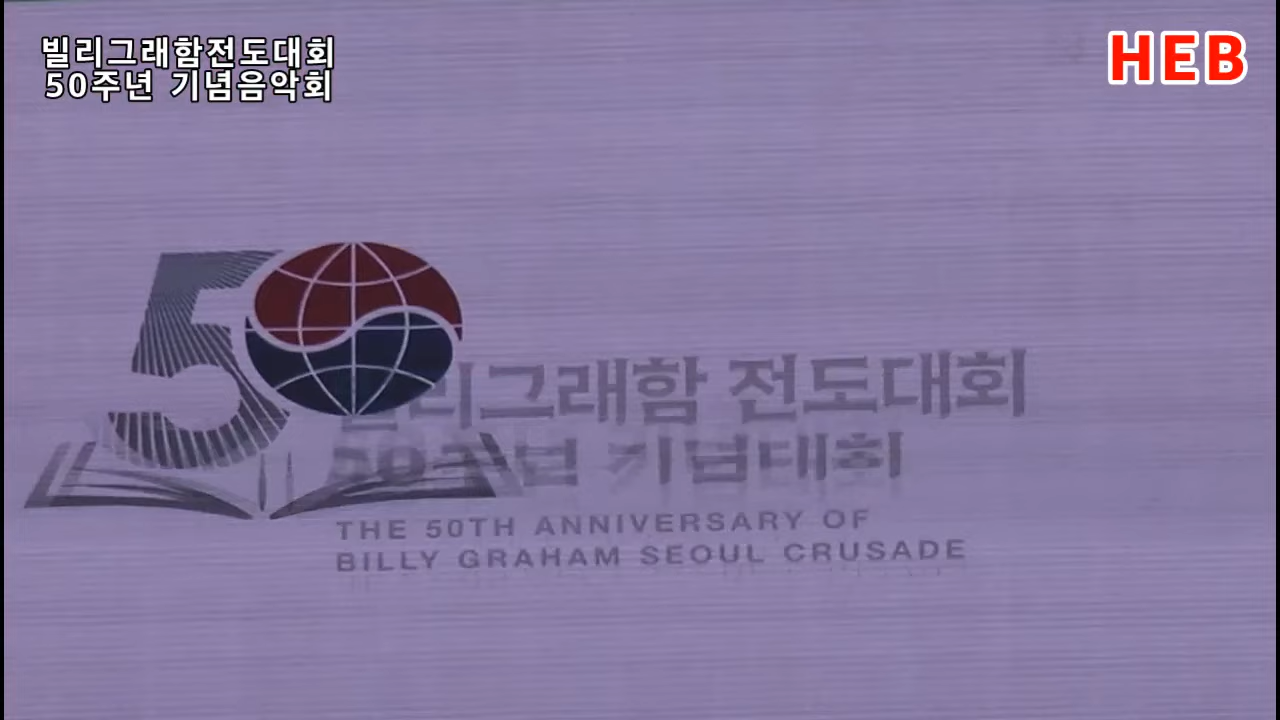 빌리그래함전도대회
50주년 기념음악회
HEB
50
빌리그래함 전도대회
50주년 기념대회
THE 50TH ANNIVERSARY OF
BILLY GRAHAM SEOUL CRUSADE